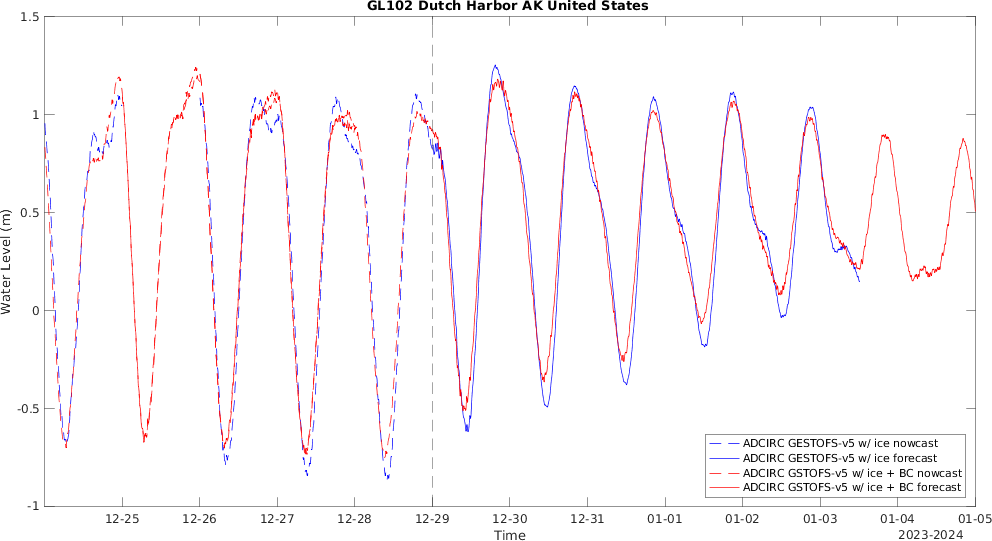 GL102 Dutch Harbor AK United States
1.5
1
0.5
0
-0.5
-1
Water Level (m)
12-25 12-26 12-27 12-28 12-29 12-30 12-31 01-01 01-02 01-03 01-04 01-05
Time
2023-2024
ADCIRC GESTOFS-v5 w/ ice nowcast
ADCIRC GESTOFS-v5 w/ ice forecast
ADCIRC GSTOFS-v5 w/ ice + BC nowcast
ADCIRC GSTOFS-v5 w/ ice + BC forecast